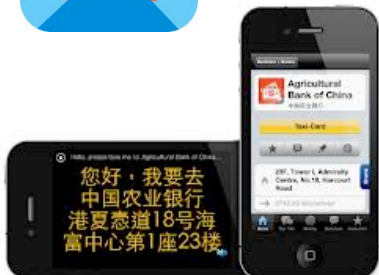 Hello, please take me to Agricultural Bank of China...
您好，我要去
中国农业银行
港夏悫道18号海
富中心第1座23楼
Agricultural
Bank of China
中国农业银行
Taxi-Card
23F, Tower I, Admiralty
Centre, No.18, Harcourt
Road